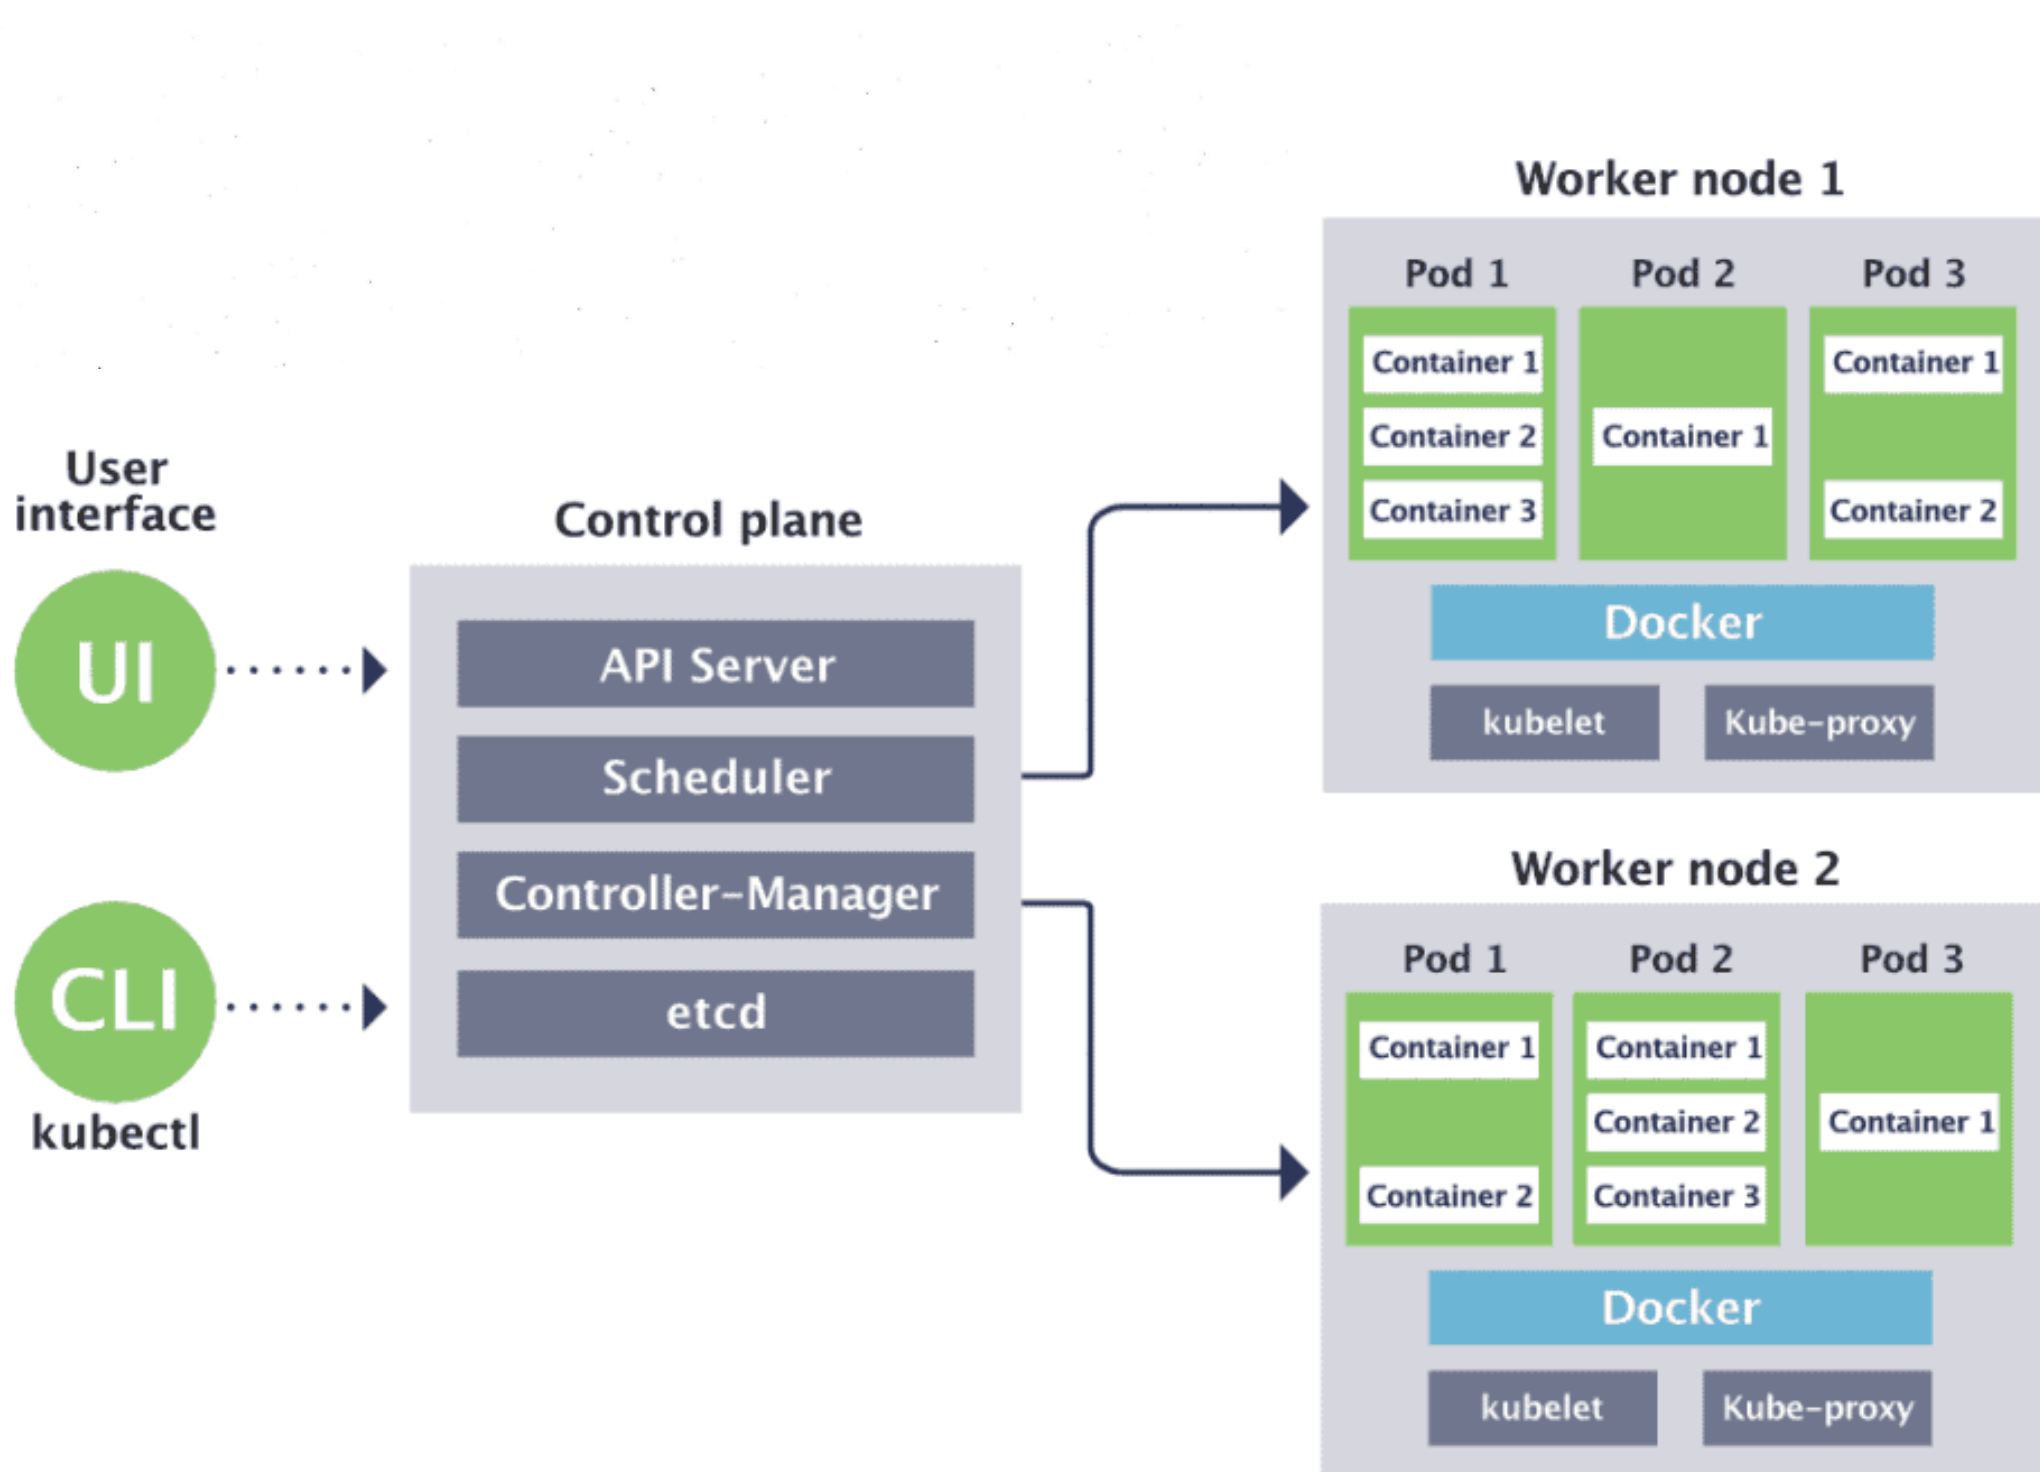 User
interface
UI
CLI
kubectl
Control plane
API Server
Scheduler
Controller-Manager
etcd
Worker node 1
Pod 1
Pod 2
Pod 3
Container 1
Container 2
Container 3
Container 1
Container 1
Container 2
Docker
kubelet
Kube-proxy
Worker node 2
Pod 1
Pod 2
Pod 3
Container 1
Container 2
Container 1
Container 2
Container 3
Container 1
Docker
kubelet
Kube-proxy